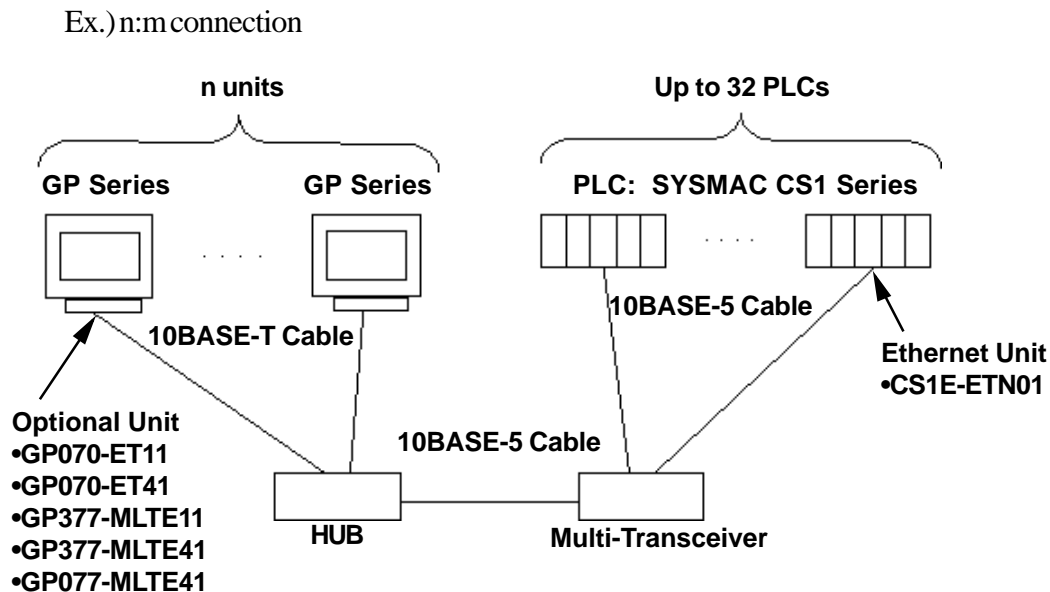 Ex.) n:m connection
n units
Up to 32 PLCs
GP Series
GP Series
PLC: SYSMAC CS1 Series
. . . .
. . . .
10BASE-T Cable
10BASE-5 Cable
Ethernet Unit
•CS1E-ETN01
Optional Unit
•GP070-ET11
•GP070-ET41
•GP377-MLTE11
•GP377-MLTE41
•GP077-MLTE41
10BASE-5 Cable
HUB
Multi-Transceiver